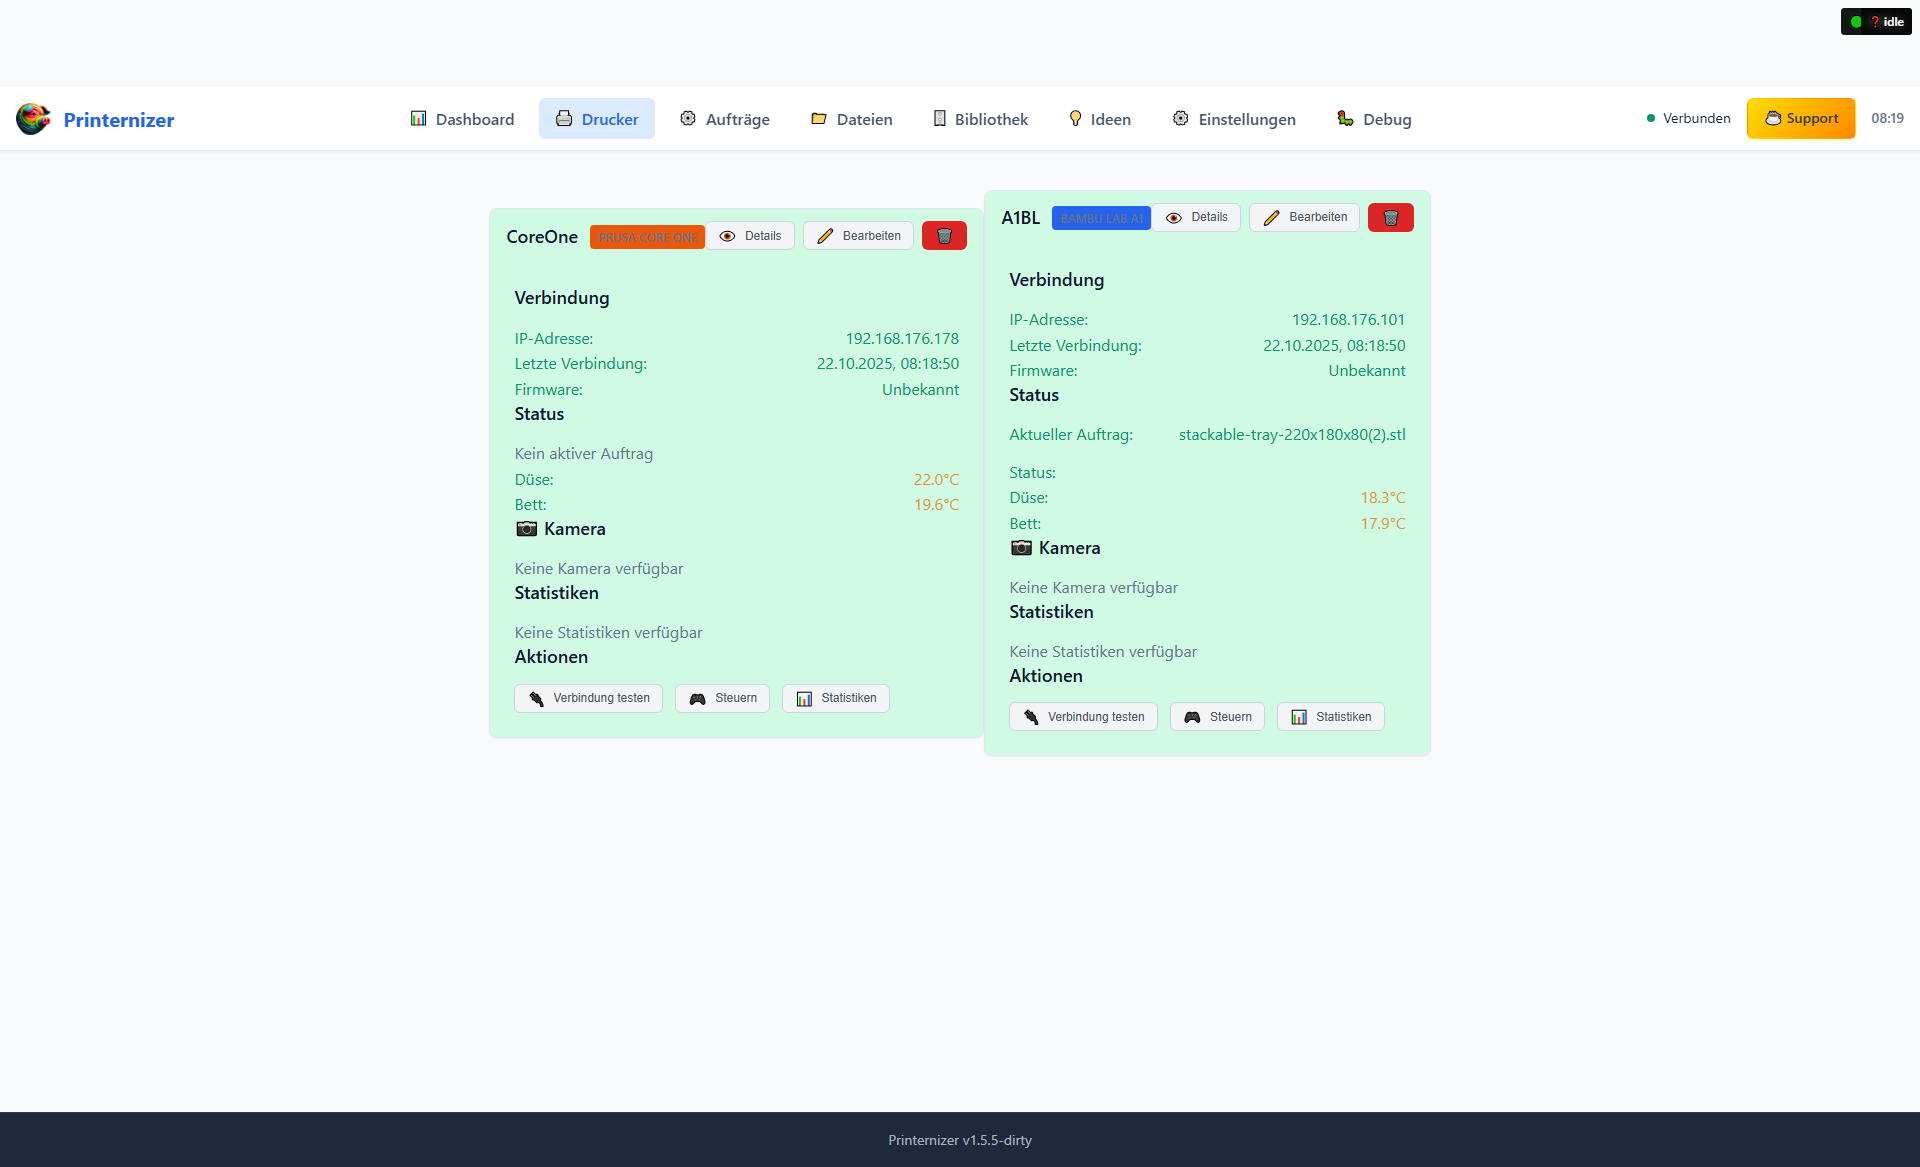 ? idle
Printernizer
Dashboard
Drucker
Aufträge
Dateien
Bibliothek
Ideen
Einstellungen
Debug
Verbunden
Support
08:19
CoreOne
PRUSA CORE ONE
Details
Bearbeiten
Verbindung
IP-Adresse: 192.168.176.178
Letzte Verbindung: 22.10.2025, 08:18:50
Firmware: Unbekannt
Status
Kein aktiver Auftrag
Düse: 22.0°C
Bett: 19.6°C
Kamera
Keine Kamera verfügbar
Statistiken
Keine Statistiken verfügbar
Aktionen
Verbindung testen
Steuern
Statistiken
A1BL
BAMBU LAB A1
Details
Bearbeiten
Verbindung
IP-Adresse: 192.168.176.101
Letzte Verbindung: 22.10.2025, 08:18:50
Firmware: Unbekannt
Status
Aktueller Auftrag: stackable-tray-220x180x80(2).stl
Status:
Düse: 18.3°C
Bett: 17.9°C
Kamera
Keine Kamera verfügbar
Statistiken
Keine Statistiken verfügbar
Aktionen
Verbindung testen
Steuern
Statistiken
Printernizer v1.5.5-dirty